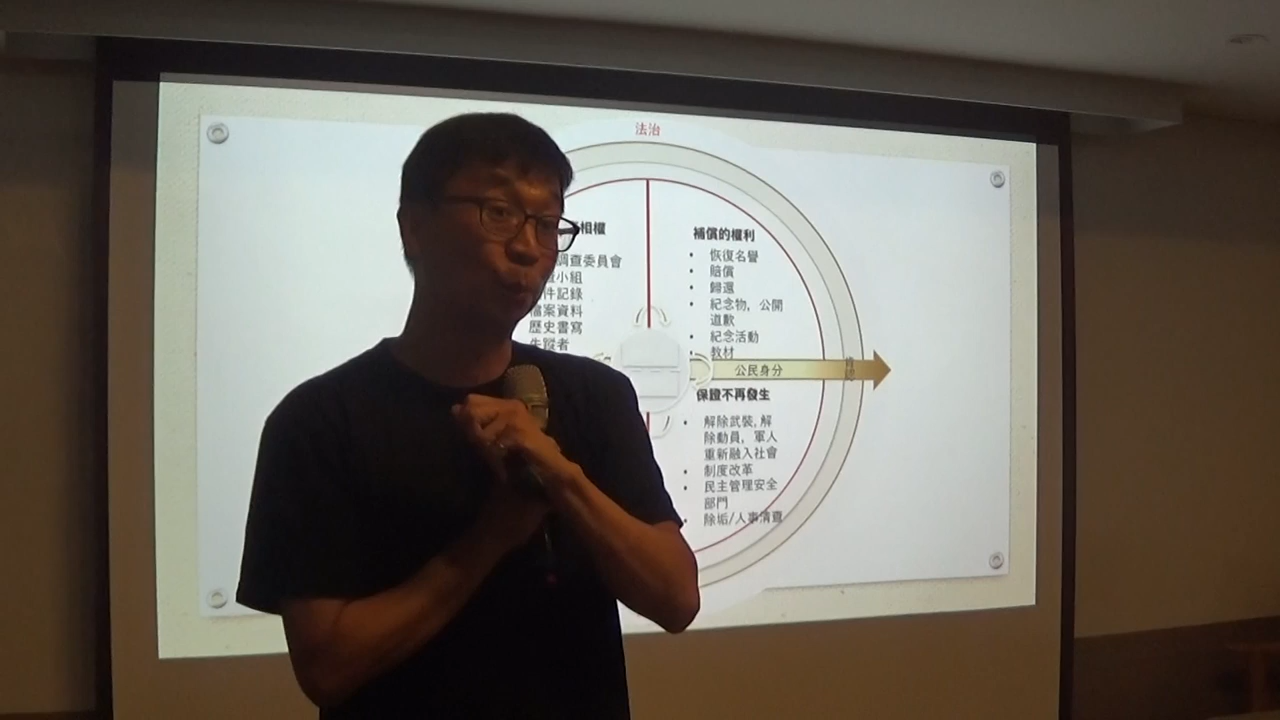 法治
相權
調查委員會
小組
件記錄
檔案資料
歷史書寫
失蹤者
補償的權利
• 恢復名譽
• 賠償
• 歸還
• 紀念物，公開
道歉
• 紀念活動
• 教材
公民身分
保證不再發生
• 解除武裝, 解
除動員，軍人
重新融入社會
• 制度改革
• 民主管理安全
部門
• 除垢/人事清查